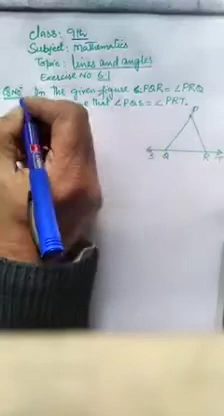 Class: 9th
Subject: Mathematics
Topic: lines and angles
Exercise No 6.1
In the given figure ∠PQR = ∠PRQ
that ∠PQS = ∠PRT.
P
S Q R T